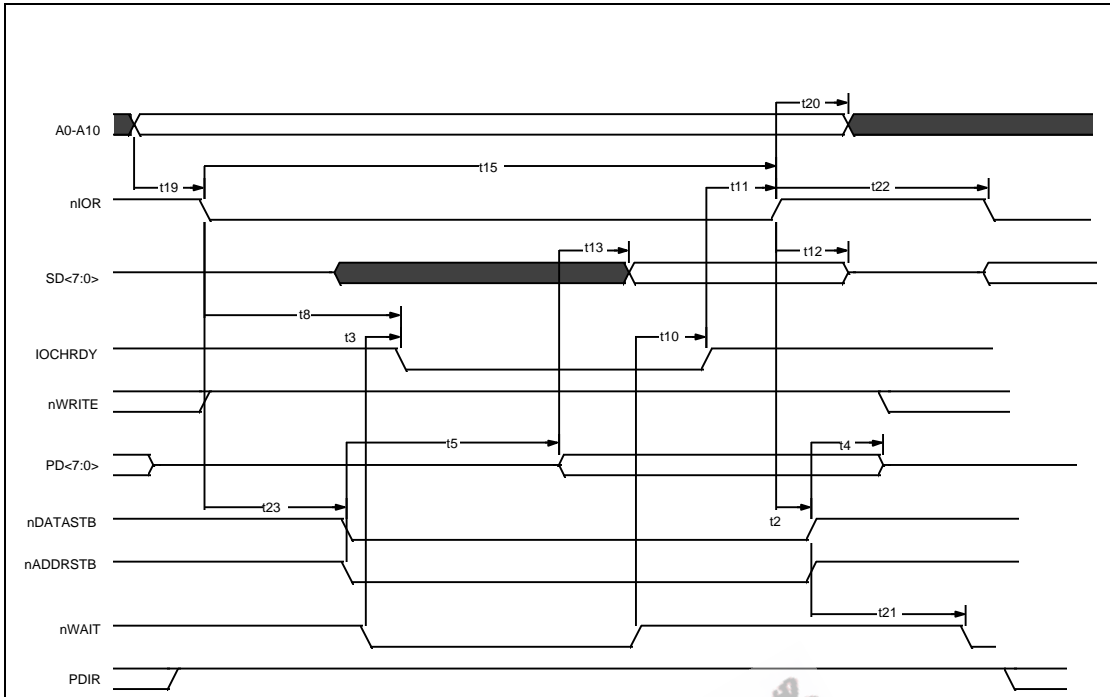 t20
A0-A10
t15
t19
t11
t22
nIOR
t13
t12
SD<7:0>
t8
t3
t10
IOCHRDY
nWRITE
t5
t4
PD<7:0>
t23
t2
nDATASTB
nADDRSTB
t21
nWAIT
PDIR